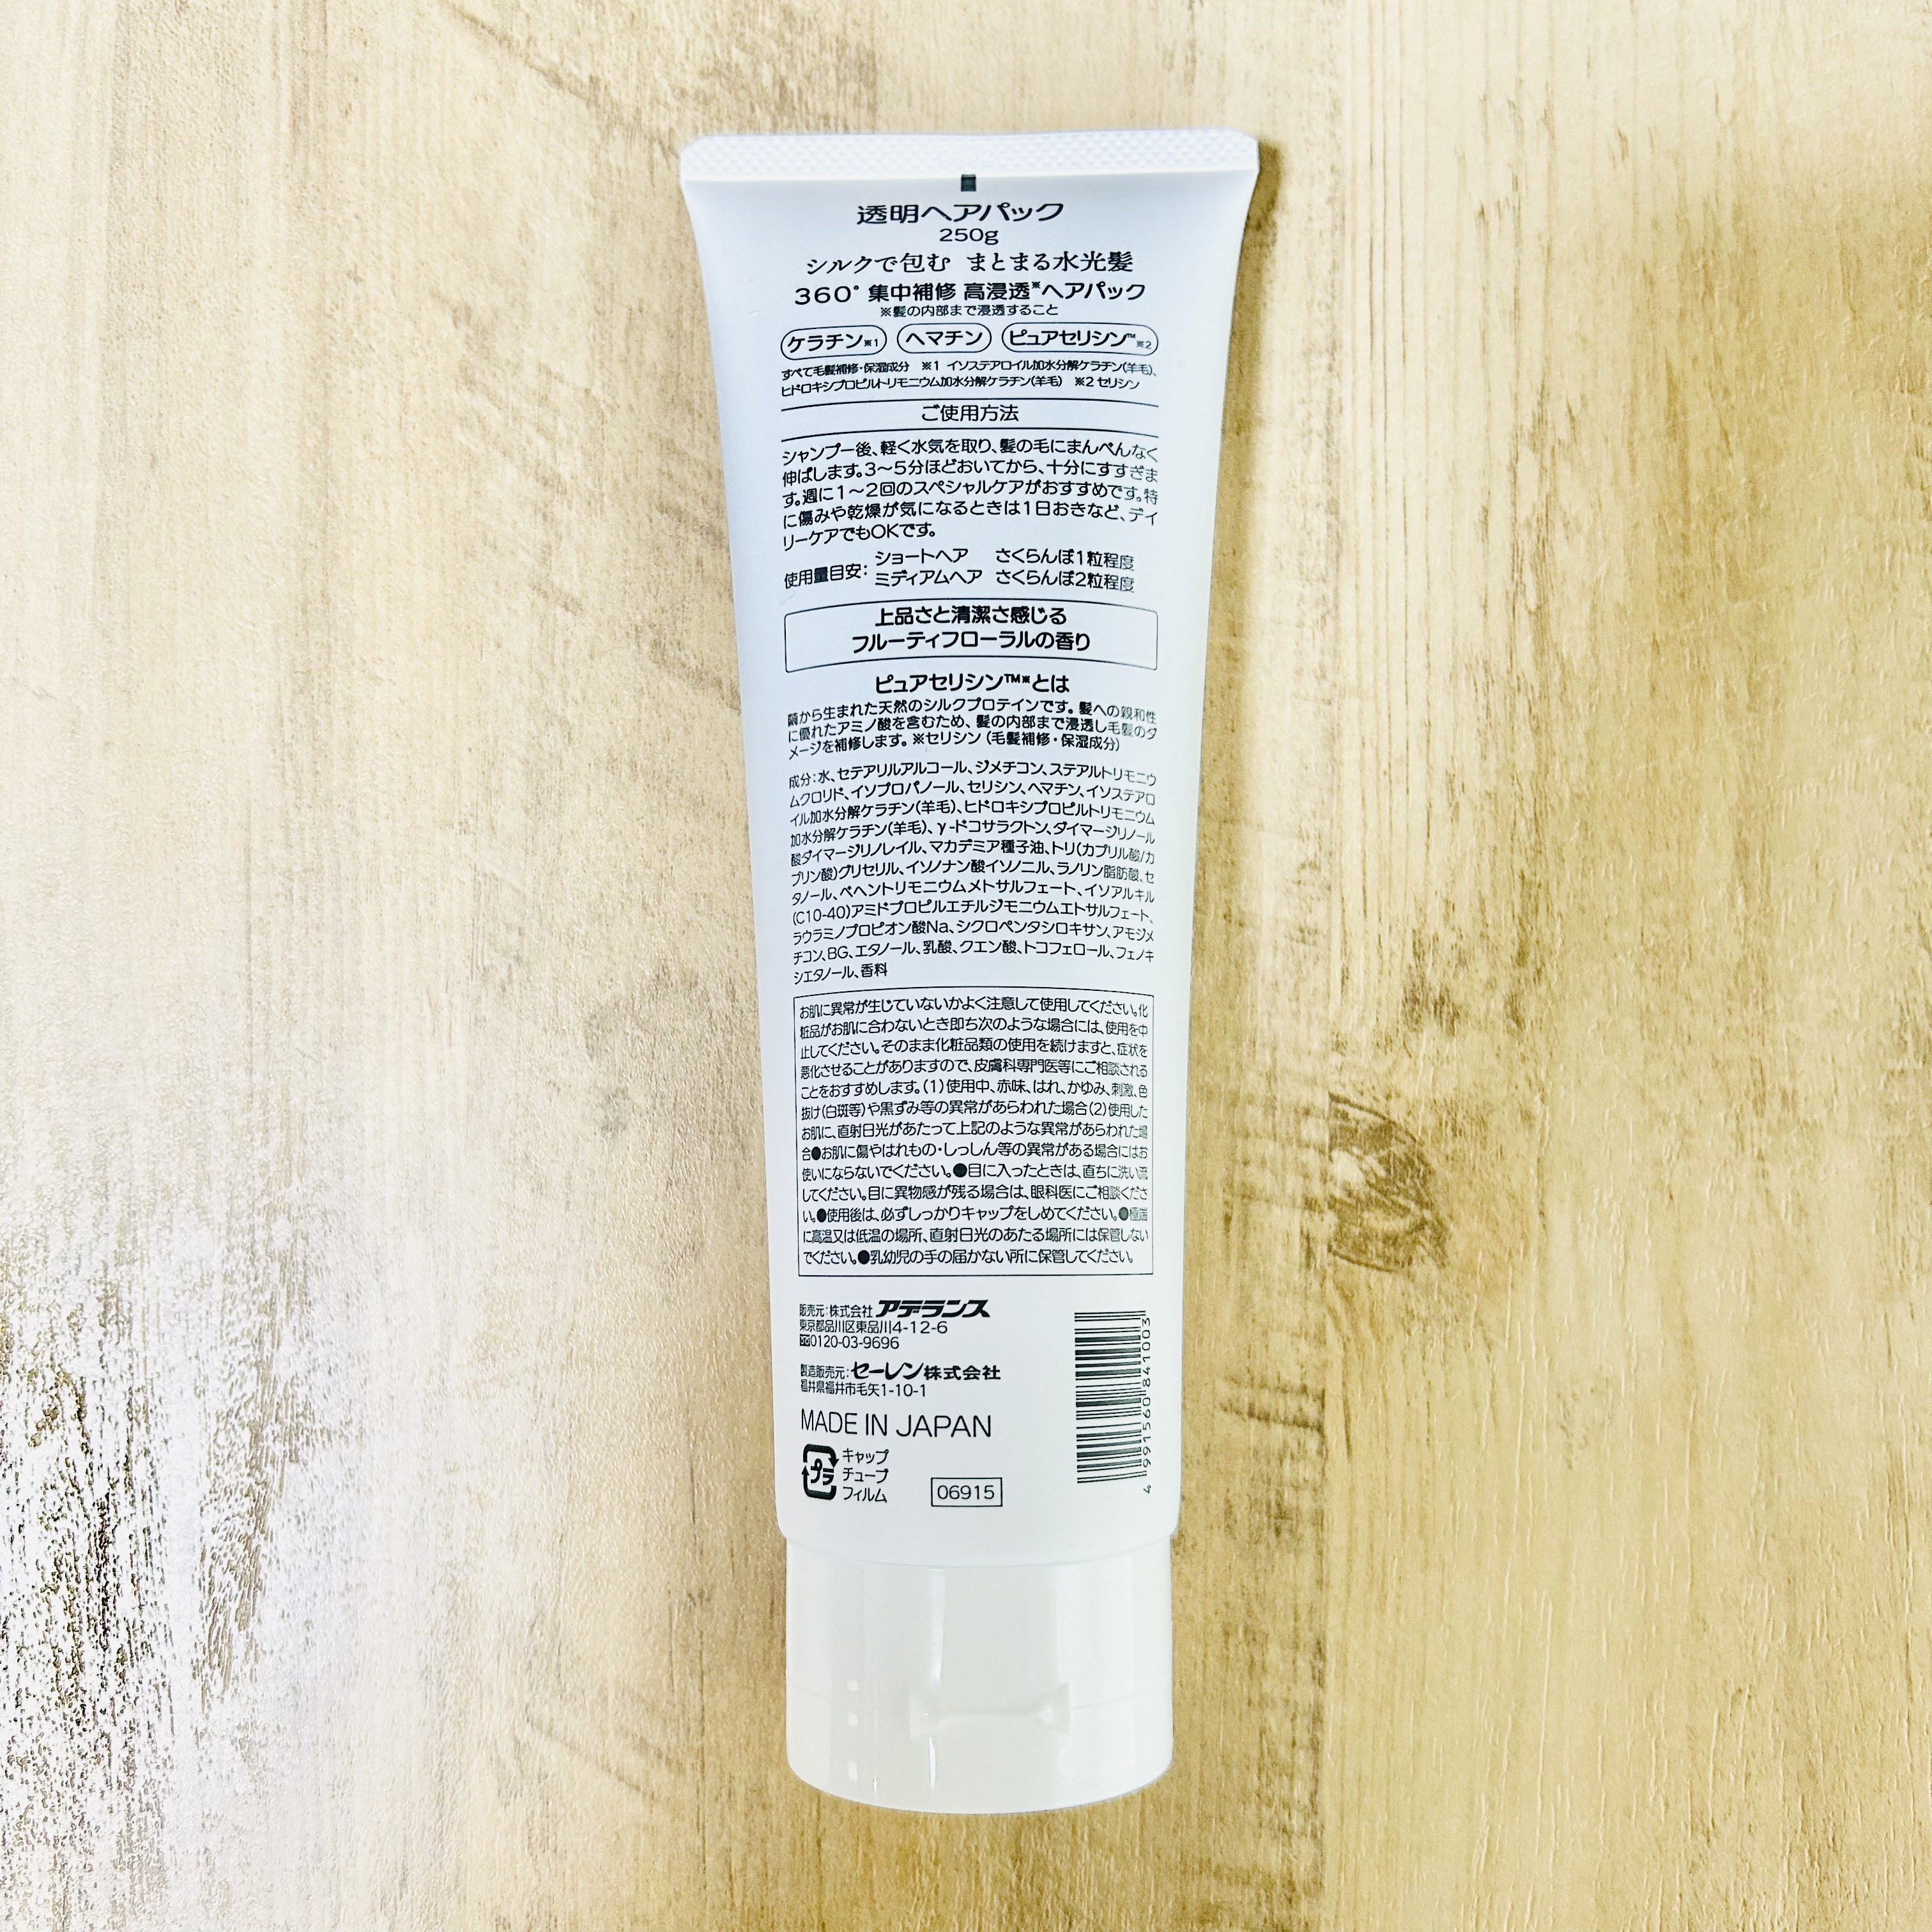 透明ヘアパック
250g
シルクで包む まとまる水光髪
360° 集中補修 高浸透※ヘアパック
※髪の内部まで浸透すること
ケラチン※1 ヘマチン ピュアセリシン™※2
すべて毛髪補修・保湿成分 ※1 イソステアロイル加水分解ケラチン(羊毛)、
ヒドロキシプロピルトリモニウム加水分解ケラチン(羊毛) ※2 セリシン
ご使用方法
シャンプー後、軽く水気を取り、髪の毛にまんべんなく
伸ばします。3〜5分ほどおいてから、十分にすすぎま
す。週に1〜2回のスペシャルケアがおすすめです。特
に傷みや乾燥が気になるときは1日おきなど、デイ
リーケアでもOKです。
使用量目安: ショートヘア さくらんぼ1粒程度
ミディアムヘア さくらんぼ2粒程度
上品さと清潔さ感じる
フルーティフローラルの香り
ピュアセリシン™※とは
繭から生まれた天然のシルクプロテインです。髪への親和性
に優れたアミノ酸を含むため、髪の内部まで浸透し毛髪のダ
メージを補修します。※セリシン(毛髪補修・保湿成分)
成分:水、セテアリルアルコール、ジメチコン、ステアルトリモニウ
ムクロリド、イソプロパノール、セリシン、ヘマチン、イソステアロ
イル加水分解ケラチン(羊毛)、ヒドロキシプロピルトリモニウム
加水分解ケラチン(羊毛)、γ-ドコサラクトン、ダイマージリノール
酸ダイマージリノレイル、マカデミア種子油、トリ(カプリル酸/カ
プリン酸)グリセリル、イソノナン酸イソノニル、ラノリン脂肪酸、セ
タノール、ベヘントリモニウムメトサルフェート、イソアルキル
(C10-40)アミドプロピルエチルジモニウムエトサルフェート、
ラウラミノプロピオン酸Na、シクロペンタシロキサン、アモジメ
チコン、BG、エタノール、乳酸、クエン酸、トコフェロール、フェノキ
シエタノール、香料
お肌に異常が生じていないかよく注意して使用してください。化
粧品がお肌に合わないとき即ち次のような場合には、使用を中
止してください。そのまま化粧品類の使用を続けますと、症状を
悪化させることがありますので、皮膚科専門医等にご相談される
ことをおすすめします。(1)使用中、赤味、はれ、かゆみ、刺激、色
抜け(白斑等)や黒ずみ等の異常があらわれた場合(2)使用した
お肌に、直射日光があたって上記のような異常があらわれた場
合●お肌に傷やはれもの・しっしん等の異常がある場合にはお
使いにならないでください。●目に入ったときは、直ちに洗い流
してください。目に異物感が残る場合は、眼科医にご相談くださ
い。●使用後は、必ずしっかりキャップをしめてください。●極端
に高温又は低温の場所、直射日光のあたる場所には保管しない
でください。●乳幼児の手の届かない所に保管してください。
販売元:株式会社アデランス
東京都品川区東品川4-12-6
0120-03-9696
製造販売元:セーレン株式会社
福井県福井市毛矢1-10-1
MADE IN JAPAN
プラ
キャップ
チューブ
フィルム
06915
4991560841003